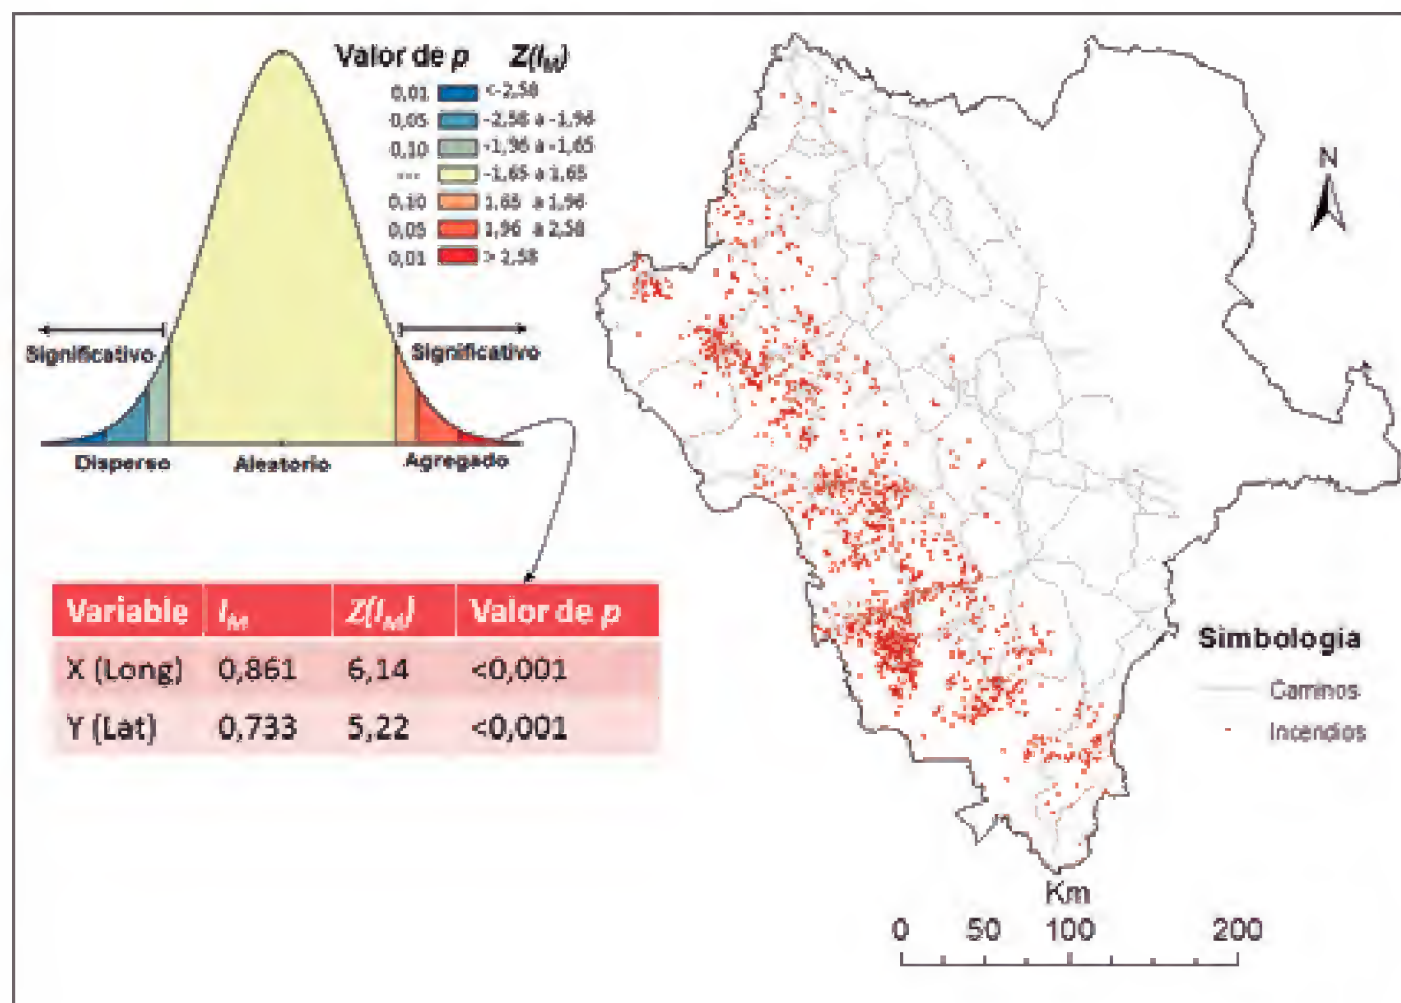 Valor de p Z(I_M)
0,01 <-2,58
0,05 -2,58 a -1,96
0,10 -1,96 a -1,65
--- -1,65 a 1,65
0,10 1,65 a 1,96
0,05 1,96 a 2,58
0,01 > 2,58
Significativo
Significativo
Disperso
Aleatorio
Agregado
Variable I_M Z(I_M) Valor de p
X (Long) 0,861 6,14 <0,001
Y (Lat) 0,733 5,22 <0,001
N
Simbología
Caminos
Incendios
Km
0 50 100 200